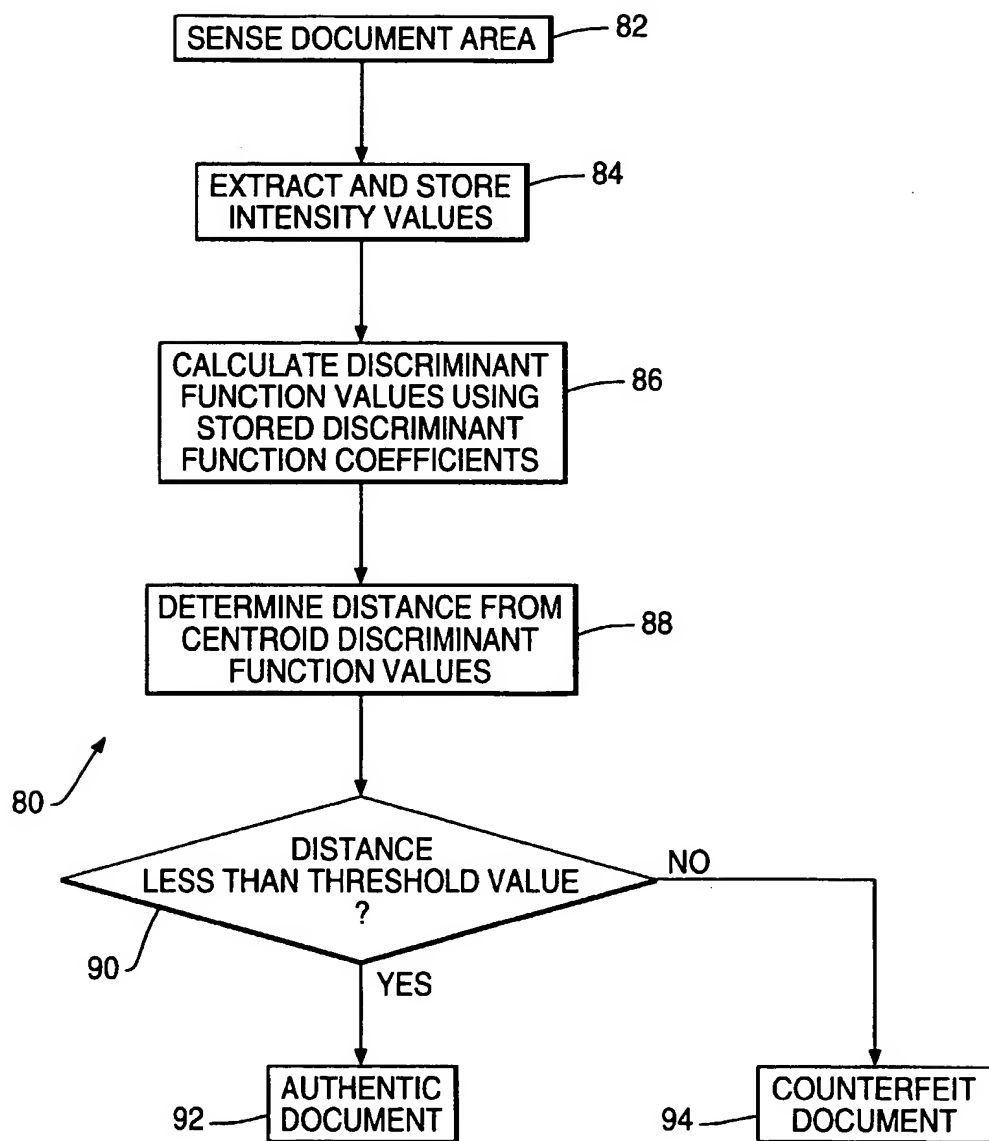 SENSE DOCUMENT AREA
82
EXTRACT AND STORE
INTENSITY VALUES
84
CALCULATE DISCRIMINANT
FUNCTION VALUES USING
STORED DISCRIMINANT
FUNCTION COEFFICIENTS
86
DETERMINE DISTANCE FROM
CENTROID DISCRIMINANT
FUNCTION VALUES
88
80
DISTANCE
LESS THAN THRESHOLD VALUE
?
NO
90
YES
AUTHENTIC
DOCUMENT
92
COUNTERFEIT
DOCUMENT
94